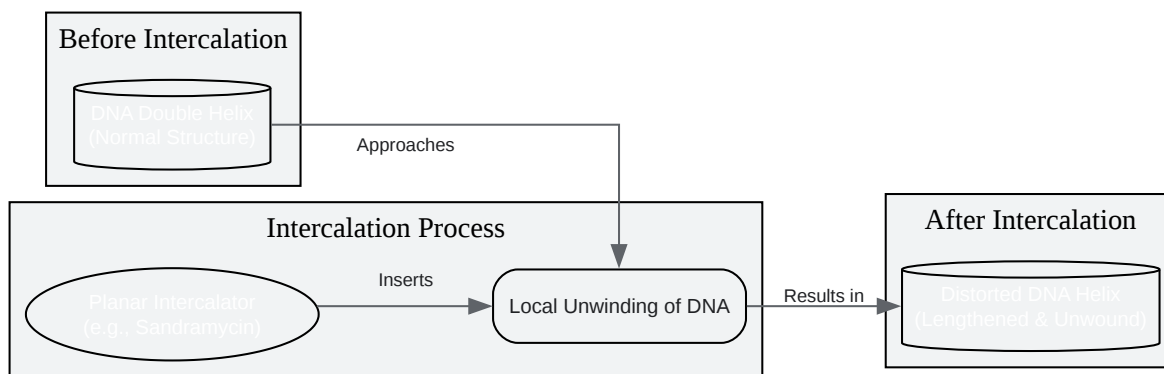 Before Intercalation
DNA Double Helix
(Normal Structure)
Approaches
Intercalation Process
Planar Intercalator
(e.g., Sandramycin)
Inserts
Local Unwinding of DNA
Results in
After Intercalation
Distorted DNA Helix
(Lengthened & Unwound)